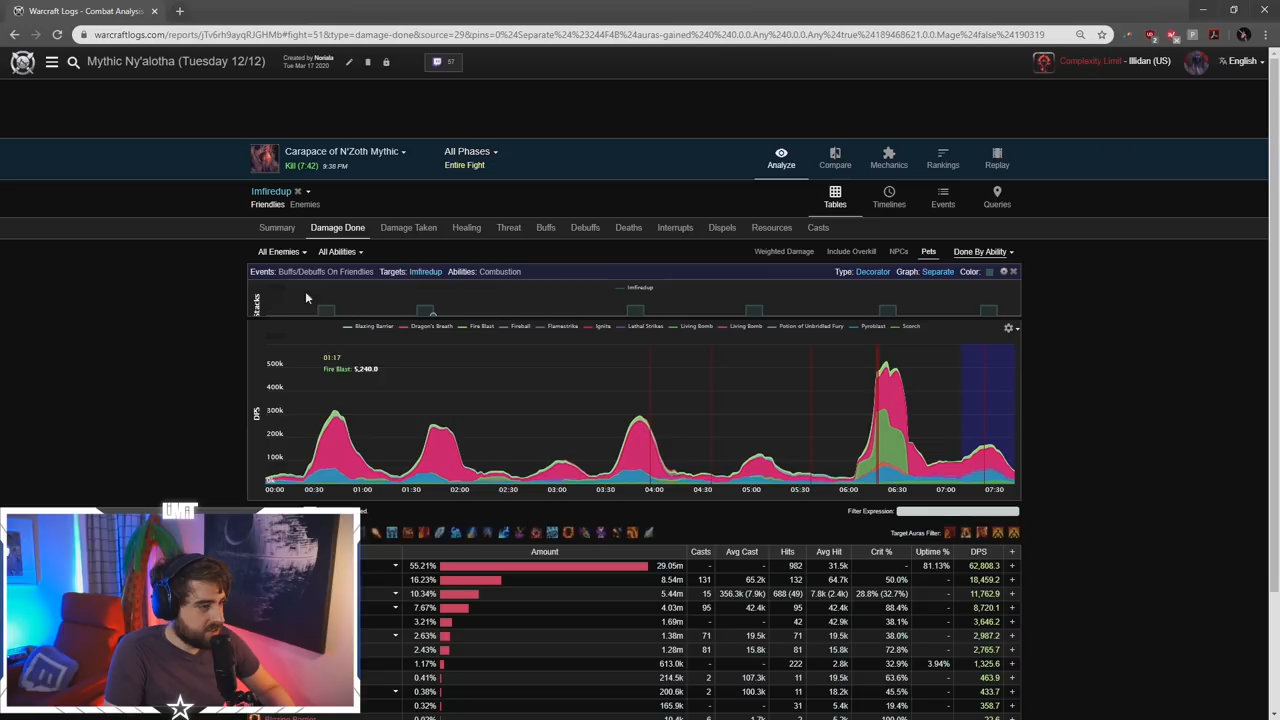 Warcraft Logs - Combat Analysis
warcraftlogs.com/reports/jTv6rh9ayqRJGHMb#fight=51&type=damage-done&source=29&pins=0%24Separate%24%23244F4B%24auras-gained%240%240.0.0.Any%240.0.0.Any%24true%24189468621.0.0.Mage%24false%24190319
Mythic Ny'alotha (Tuesday 12/12)
Created by Noriala
Tue Mar 17 2020
57
Complexity Limit - Illidan (US)
English
Carapace of N'Zoth Mythic
Kill (7:42) 9:38 PM
All Phases
Entire Fight
Analyze Compare Mechanics Rankings Replay
Imfiredup
Friendlies Enemies
Tables Timelines Events Queries
Summary Damage Done Damage Taken Healing Threat Buffs Debuffs Deaths Interrupts Dispels Resources Casts
All Enemies All Abilities
Weighted Damage Include Overkill NPCs Pets Done By Ability
Events: Buffs/Debuffs On Friendlies Targets: Imfiredup Abilities: Combustion
Type: Decorator Graph: Separate Color:
Stacks
Imfiredup
Blazing Barrier Dragon's Breath Fire Blast Fireball Flamestrike Ignite Lethal Strikes Living Bomb Living Bomb Potion of Unbridled Fury Pyroblast Scorch
01:17
Fire Blast: 5,240.0
DPS
500k
400k
300k
200k
100k
0k
00:00 00:30 01:00 01:30 02:00 02:30 03:00 03:30 04:00 04:30 05:00 05:30 06:00 06:30 07:00 07:30
Filter Expression:
Target Auras Filter:
LIMIT
Amount Casts Avg Cast Hits Avg Hit Crit % Uptime % DPS +
55.21% 29.05m - - 982 31.5k - 81.13% 62,808.3 +
16.23% 8.54m 131 65.2k 132 64.7k 50.0% - 18,459.2 +
10.34% 5.44m 15 356.3k (7.9k) 688 (49) 7.8k (2.4k) 28.8% (32.7%) - 11,762.9 +
7.67% 4.03m 95 42.4k 95 42.4k 88.4% - 8,720.1 +
3.21% 1.69m - - 42 42.9k 38.1% - 3,646.2 +
2.63% 1.38m 71 19.5k 71 19.5k 38.0% - 2,987.2 +
2.43% 1.28m 81 15.8k 81 15.8k 72.8% - 2,765.7 +
1.17% 613.0k - - 222 2.8k 32.9% 3.94% 1,325.6 +
0.41% 214.5k 2 107.3k 11 19.5k 63.6% - 463.9 +
0.38% 200.6k 2 100.3k 11 18.2k 45.5% - 433.7 +
0.32% 165.9k - - 31 5.4k 19.4% - 358.7 +
Blazing Barrier